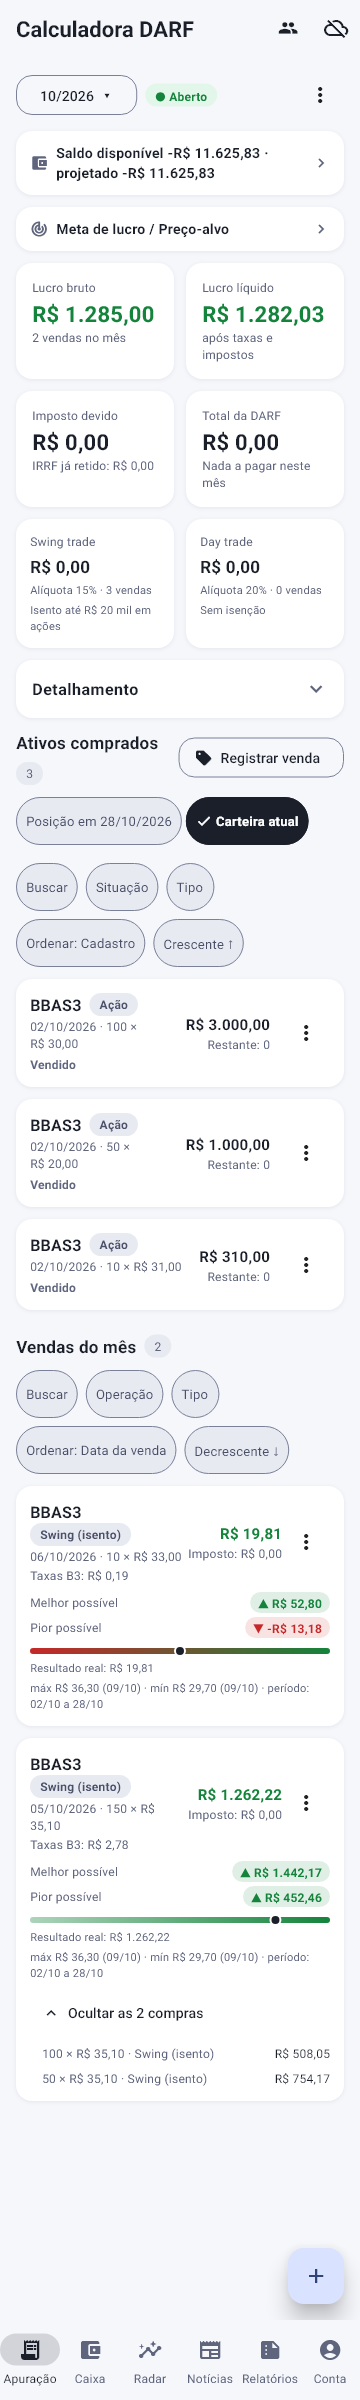 Calculadora DARF
10/2026
Aberto
Saldo disponível -R$ 11.625,83 ·
projetado -R$ 11.625,83
Meta de lucro / Preço-alvo
Lucro bruto
R$ 1.285,00
2 vendas no mês
Lucro líquido
R$ 1.282,03
após taxas e
impostos
Imposto devido
R$ 0,00
IRRF já retido: R$ 0,00
Total da DARF
R$ 0,00
Nada a pagar neste
mês
Swing trade
R$ 0,00
Alíquota 15% · 3 vendas
Isento até R$ 20 mil em
ações
Day trade
R$ 0,00
Alíquota 20% · 0 vendas
Sem isenção
Detalhamento
Ativos comprados
3
Registrar venda
Posição em 28/10/2026
Carteira atual
Buscar
Situação
Tipo
Ordenar: Cadastro
Crescente ↑
BBAS3
Ação
02/10/2026 · 100 ×
R$ 30,00
Vendido
R$ 3.000,00
Restante: 0
BBAS3
Ação
02/10/2026 · 50 ×
R$ 20,00
Vendido
R$ 1.000,00
Restante: 0
BBAS3
Ação
02/10/2026 · 10 × R$ 31,00
Vendido
R$ 310,00
Restante: 0
Vendas do mês
2
Buscar
Operação
Tipo
Ordenar: Data da venda
Decrescente ↓
BBAS3
Swing (isento)
06/10/2026 · 10 × R$ 33,00
Taxas B3: R$ 0,19
R$ 19,81
Imposto: R$ 0,00
Melhor possível
▲ R$ 52,80
Pior possível
▼ -R$ 13,18
Resultado real: R$ 19,81
máx R$ 36,30 (09/10) · mín R$ 29,70 (09/10) · período:
02/10 a 28/10
BBAS3
Swing (isento)
05/10/2026 · 150 × R$
35,10
Taxas B3: R$ 2,78
R$ 1.262,22
Imposto: R$ 0,00
Melhor possível
▲ R$ 1.442,17
Pior possível
▲ R$ 452,46
Resultado real: R$ 1.262,22
máx R$ 36,30 (09/10) · mín R$ 29,70 (09/10) · período:
02/10 a 28/10
Ocultar as 2 compras
100 × R$ 35,10 · Swing (isento)
R$ 508,05
50 × R$ 35,10 · Swing (isento)
R$ 754,17
Apuração
Caixa
Radar
Notícias
Relatórios
Conta